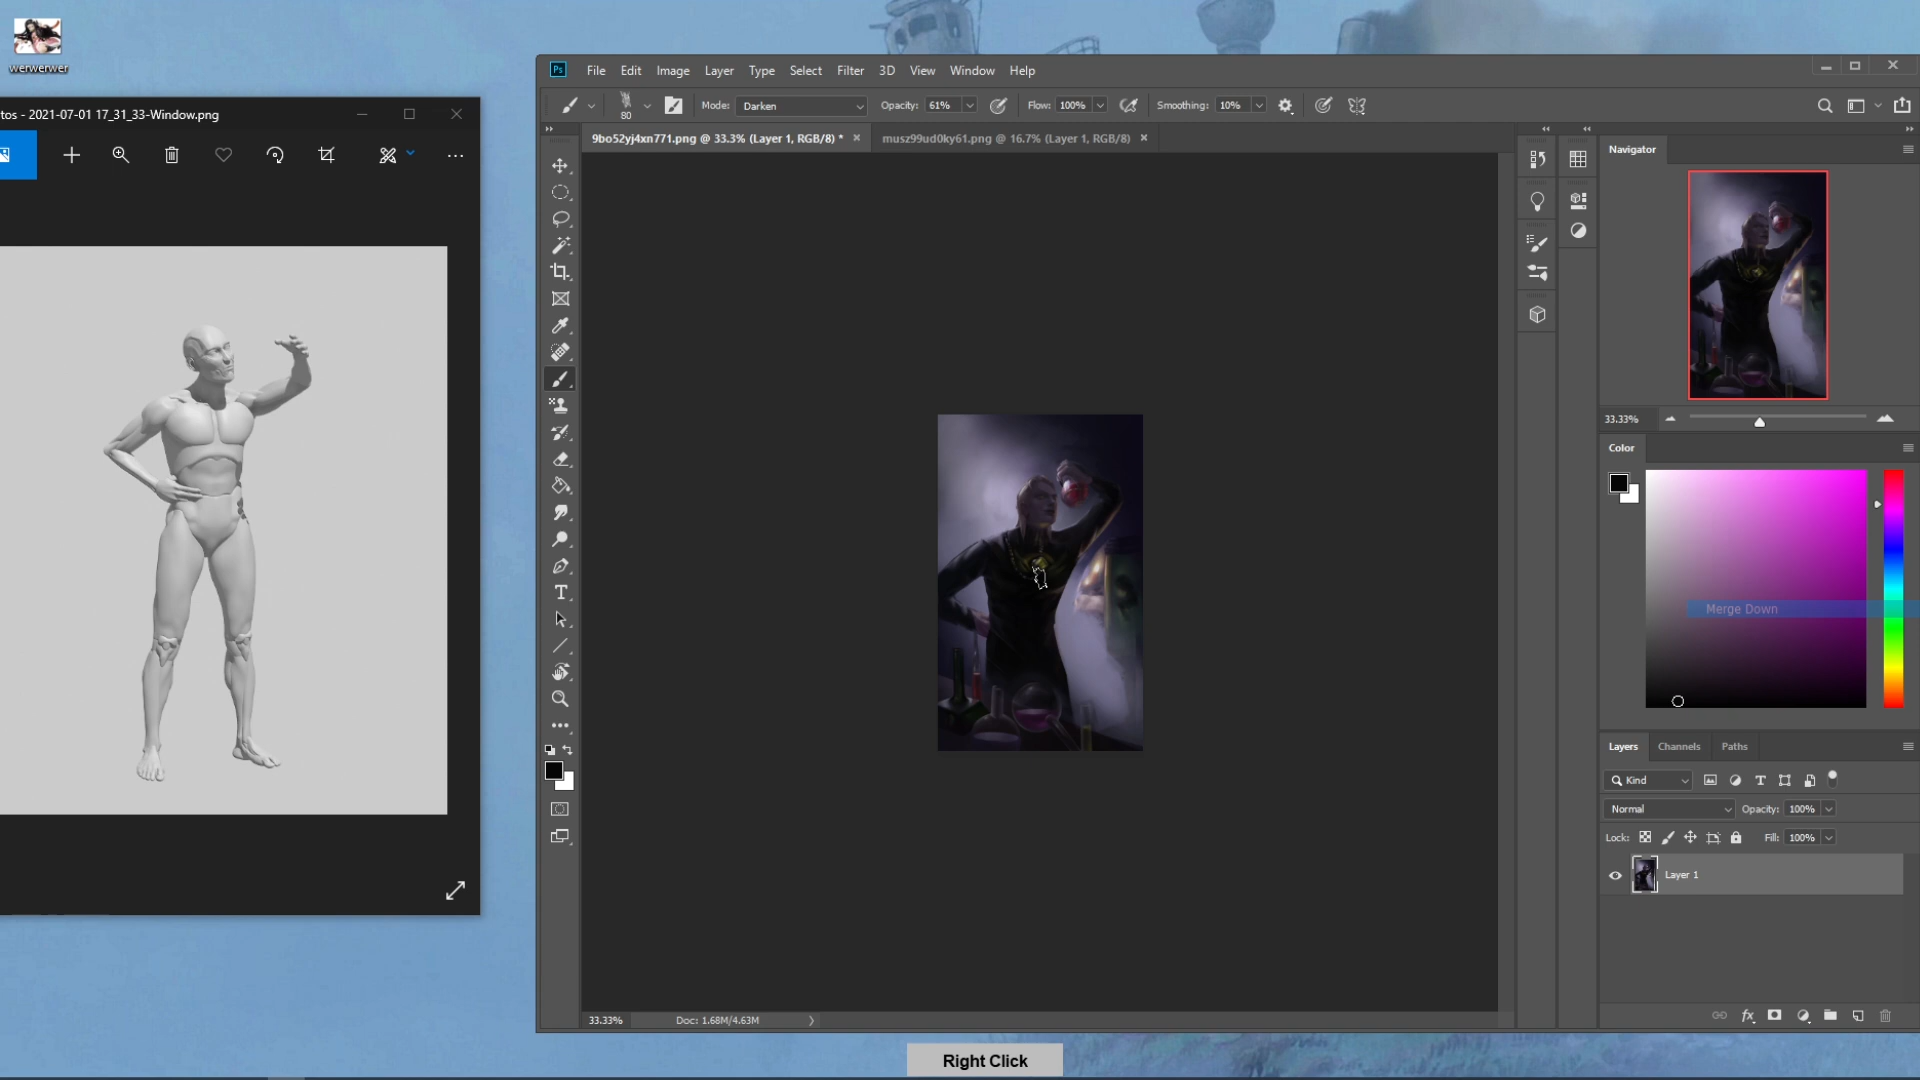 werwerwer
tos - 2021-07-01 17_31_33-Window.png
Ps
File Edit Image Layer Type Select Filter 3D View Window Help
80
Mode: Darken Opacity: 61% Flow: 100% Smoothing: 10%
9bo52yj4xn771.png @ 33.3% (Layer 1, RGB/8) * musz99ud0ky61.png @ 16.7% (Layer 1, RGB/8)
Navigator
33.33%
Color
Merge Down
Layers Channels Paths
Kind
Normal Opacity: 100%
Lock: Fill: 100%
Layer 1
fx
33.33% Doc: 1.68M/4.63M
Right Click